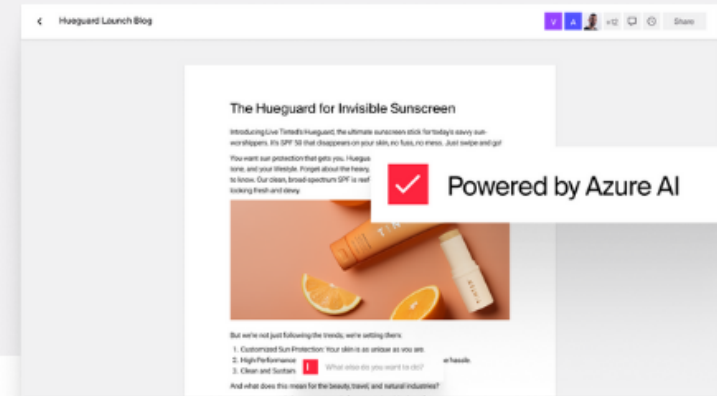 Hueguard Launch Blog
V A +12 Share
The Hueguard for Invisible Sunscreen
Introducing Live Tinted's Hueguard, the ultimate sunscreen stick for today's savvy sun-
worshippers. It's SPF 50 that disappears on your skin, no fuss, no mess. Just swipe and go!
You want sun protection that gets you. Huegua
tone, and your lifestyle. Forget about the heavy,
to know. Our clean, broad-spectrum SPF is
looking fresh and dewy.
Powered by Azure AI
But we're not just following the trends; we're setting them:
1. Customized Sun Protection: Your skin is as unique as you are
2. High Performance
hassle.
3. Clean and Sustain
What else do you want to do?
And what does this mean for the beauty, travel, and natural industries?